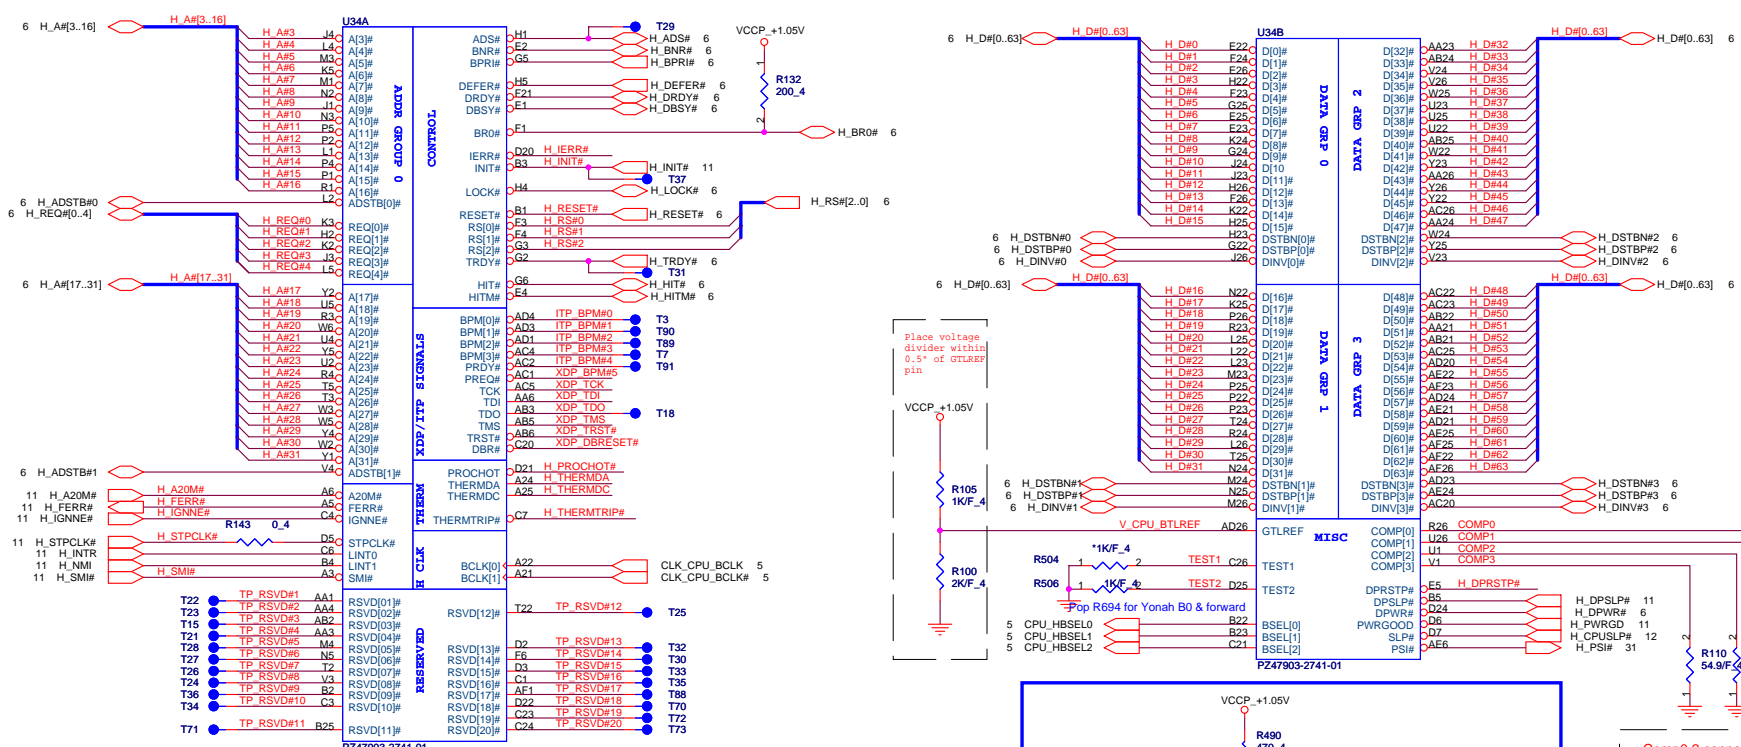 6 H_A#[3..16]
H_A#3 J4
H_A#4 L4
H_A#5 M3
H_A#6 K5
H_A#7 M1
H_A#8 N2
H_A#9 J1
H_A#10 N3
H_A#11 P5
H_A#12 P2
H_A#13 L1
H_A#14 P4
H_A#15 P1
H_A#16 R1
6 H_ADSTB#0 L2
6 H_REQ#[0..4]
H_REQ#0 K3
H_REQ#1 H2
H_REQ#2 K2
H_REQ#3 J3
H_REQ#4 L5
6 H_A#[17..31]
H_A#17 Y2
H_A#18 U5
H_A#19 R3
H_A#20 W6
H_A#21 U4
H_A#22 Y5
H_A#23 U2
H_A#24 R4
H_A#25 T5
H_A#26 T3
H_A#27 W3
H_A#28 W5
H_A#29 Y4
H_A#30 W2
H_A#31 Y1
6 H_ADSTB#1 V4
11 H_A20M# H_A20M# A6
11 H_FERR# H_FERR# A5
11 H_IGNNE# H_IGNNE# C4
R143 0_4
11 H_STPCLK# H_STPCLK# D5
11 H_INTR C6
11 H_NMI B4
11 H_SMI# H_SMI# A3
T22 TP_RSVD#1 AA1
T23 TP_RSVD#2 AA4
T15 TP_RSVD#3 AB2
T21 TP_RSVD#4 AA3
T28 TP_RSVD#5 M4
T27 TP_RSVD#6 N5
T26 TP_RSVD#7 T2
T24 TP_RSVD#8 V3
T36 TP_RSVD#9 B2
T34 TP_RSVD#10 C3
T71 TP_RSVD#11 B25
U34A
A[3]#
A[4]#
A[5]#
A[6]#
A[7]#
A[8]#
A[9]#
A[10]#
A[11]#
A[12]#
A[13]#
A[14]#
A[15]#
A[16]#
ADSTB[0]#
REQ[0]#
REQ[1]#
REQ[2]#
REQ[3]#
REQ[4]#
A[17]#
A[18]#
A[19]#
A[20]#
A[21]#
A[22]#
A[23]#
A[24]#
A[25]#
A[26]#
A[27]#
A[28]#
A[29]#
A[30]#
A[31]#
ADSTB[1]#
A20M#
FERR#
IGNNE#
STPCLK#
LINT0
LINT1
SMI#
RSVD[01]#
RSVD[02]#
RSVD[03]#
RSVD[04]#
RSVD[05]#
RSVD[06]#
RSVD[07]#
RSVD[08]#
RSVD[09]#
RSVD[10]#
RSVD[11]#
ADDR GROUP 0
CONTROL
XDP/ITP SIGNALS
THERM
H CLK
RESERVED
PZ47903-2741-01
ADS# H1 T29
H_ADS# 6
BNR# E2 H_BNR# 6
BPRI# G5 H_BPRI# 6
DEFER# H5 H_DEFER# 6
DRDY# F21 H_DRDY# 6
DBSY# E1 H_DBSY# 6
BR0# F1 H_BR0# 6
VCCP_+1.05V
1
R132
200_4
2
IERR# D20 H_IERR#
INIT# B3 H_INIT# H_INIT# 11
T37
LOCK# H4 H_LOCK# 6
RESET# B1 H_RESET# H_RESET# 6
RS[0]# F3 H_RS#0
RS[1]# F4 H_RS#1
RS[2]# G3 H_RS#2
H_RS#[2..0] 6
TRDY# G2 H_TRDY# 6
T31
HIT# G6 H_HIT# 6
HITM# E4 H_HITM# 6
BPM[0]# AD4 ITP_BPM#0 T3
BPM[1]# AD3 ITP_BPM#1 T90
BPM[2]# AD1 ITP_BPM#2 T89
BPM[3]# AC4 ITP_BPM#3 T7
PRDY# AC2 ITP_BPM#4 T91
PREQ# AC1 XDP_BPM#5
TCK AC5 XDP_TCK
TDI AA6 XDP_TDI
TDO AB3 XDP_TDO T18
TMS AB5 XDP_TMS
TRST# AB6 XDP_TRST#
DBR# C20 XDP_DBRESET#
PROCHOT D21 H_PROCHOT#
THERMDA A24 H_THERMDA
THERMDC A25 H_THERMDC
THERMTRIP# C7 H_THERMTRIP#
BCLK[0] A22 CLK_CPU_BCLK 5
BCLK[1] A21 CLK_CPU_BCLK# 5
RSVD[12]# T22 TP_RSVD#12 T25
RSVD[13]# D2 TP_RSVD#13 T32
RSVD[14]# F6 TP_RSVD#14 T30
RSVD[15]# D3 TP_RSVD#15 T33
RSVD[16]# C1 TP_RSVD#16 T35
RSVD[17]# AF1 TP_RSVD#17 T88
RSVD[18]# D22 TP_RSVD#18 T70
RSVD[19]# C23 TP_RSVD#19 T72
RSVD[20]# C24 TP_RSVD#20 T73
Place voltage
divider within
0.5" of GTLREF
pin
VCCP_+1.05V
R105
1K/F_4
R100
2K/F_4
V_CPU_BTLREF AD26
R504 *1K/F_4
1 2 TEST1 C26
R506 1K/F_4
1 2 TEST2 D25
Pop R694 for Yonah B0 & forward
5 CPU_HBSEL0 B22
5 CPU_HBSEL1 B23
5 CPU_HBSEL2 C21
6 H_D#[0..63] H_D#[0..63]
H_D#0 E22
H_D#1 F24
H_D#2 E26
H_D#3 H22
H_D#4 F23
H_D#5 G25
H_D#6 E25
H_D#7 E23
H_D#8 K24
H_D#9 G24
H_D#10 J24
H_D#11 J23
H_D#12 H26
H_D#13 F26
H_D#14 K22
H_D#15 H25
6 H_DSTBN#0 H23
6 H_DSTBP#0 G22
6 H_DINV#0 J26
6 H_D#[0..63] H_D#[0..63]
H_D#16 N22
H_D#17 K25
H_D#18 P26
H_D#19 R23
H_D#20 L25
H_D#21 L22
H_D#22 L23
H_D#23 M23
H_D#24 P25
H_D#25 P22
H_D#26 P23
H_D#27 T24
H_D#28 R24
H_D#29 L26
H_D#30 T25
H_D#31 N24
6 H_DSTBN#1 M24
6 H_DSTBP#1 N25
6 H_DINV#1 M26
U34B
D[0]#
D[1]#
D[2]#
D[3]#
D[4]#
D[5]#
D[6]#
D[7]#
D[8]#
D[9]#
D[10
D[11]#
D[12]#
D[13]#
D[14]#
D[15]#
DSTBN[0]#
DSTBP[0]#
DINV[0]#
D[16]#
D[17]#
D[18]#
D[19]#
D[20]#
D[21]#
D[22]#
D[23]#
D[24]#
D[25]#
D[26]#
D[27]#
D[28]#
D[29]#
D[30]#
D[31]#
DSTBN[1]#
DSTBP[1]#
DINV[1]#
GTLREF
MISC
TEST1
TEST2
BSEL[0]
BSEL[1]
BSEL[2]
DATA GRP 0
DATA GRP 2
DATA GRP 1
DATA GRP 3
PZ47903-2741-01
H_D#[0..63] H_D#[0..63] 6
D[32]# AA23 H_D#32
D[33]# AB24 H_D#33
D[34]# V24 H_D#34
D[35]# V26 H_D#35
D[36]# W25 H_D#36
D[37]# U23 H_D#37
D[38]# U25 H_D#38
D[39]# U22 H_D#39
D[40]# AB25 H_D#40
D[41]# W22 H_D#41
D[42]# Y23 H_D#42
D[43]# AA26 H_D#43
D[44]# Y26 H_D#44
D[45]# Y22 H_D#45
D[46]# AC26 H_D#46
D[47]# AA24 H_D#47
DSTBN[2]# W24 H_DSTBN#2 6
DSTBP[2]# Y25 H_DSTBP#2 6
DINV[2]# V23 H_DINV#2 6
H_D#[0..63] H_D#[0..63] 6
D[48]# AC22 H_D#48
D[49]# AC23 H_D#49
D[50]# AB22 H_D#50
D[51]# AA21 H_D#51
D[52]# AB21 H_D#52
D[53]# AC25 H_D#53
D[54]# AD20 H_D#54
D[55]# AE22 H_D#55
D[56]# AF23 H_D#56
D[57]# AD24 H_D#57
D[58]# AE21 H_D#58
D[59]# AD21 H_D#59
D[60]# AE25 H_D#60
D[61]# AF25 H_D#61
D[62]# AF22 H_D#62
D[63]# AF26 H_D#63
DSTBN[3]# AD23 H_DSTBN#3 6
DSTBP[3]# AE24 H_DSTBP#3 6
DINV[3]# AC20 H_DINV#3 6
COMP[0] R26 COMP0
COMP[1] U26 COMP1
COMP[2] U1 COMP2
COMP[3] V1 COMP3
DPRSTP# E5 H_DPRSTP#
DPSLP# B5 H_DPSLP# 11
DPWR# D24 H_DPWR# 6
PWRGOOD D6 H_PWRGD 11
SLP# D7 H_CPUSLP# 12
PSI# AE6 H_PSI# 31
2 2
R110
54.9/F_4
1 1
VCCP_+1.05V
R490